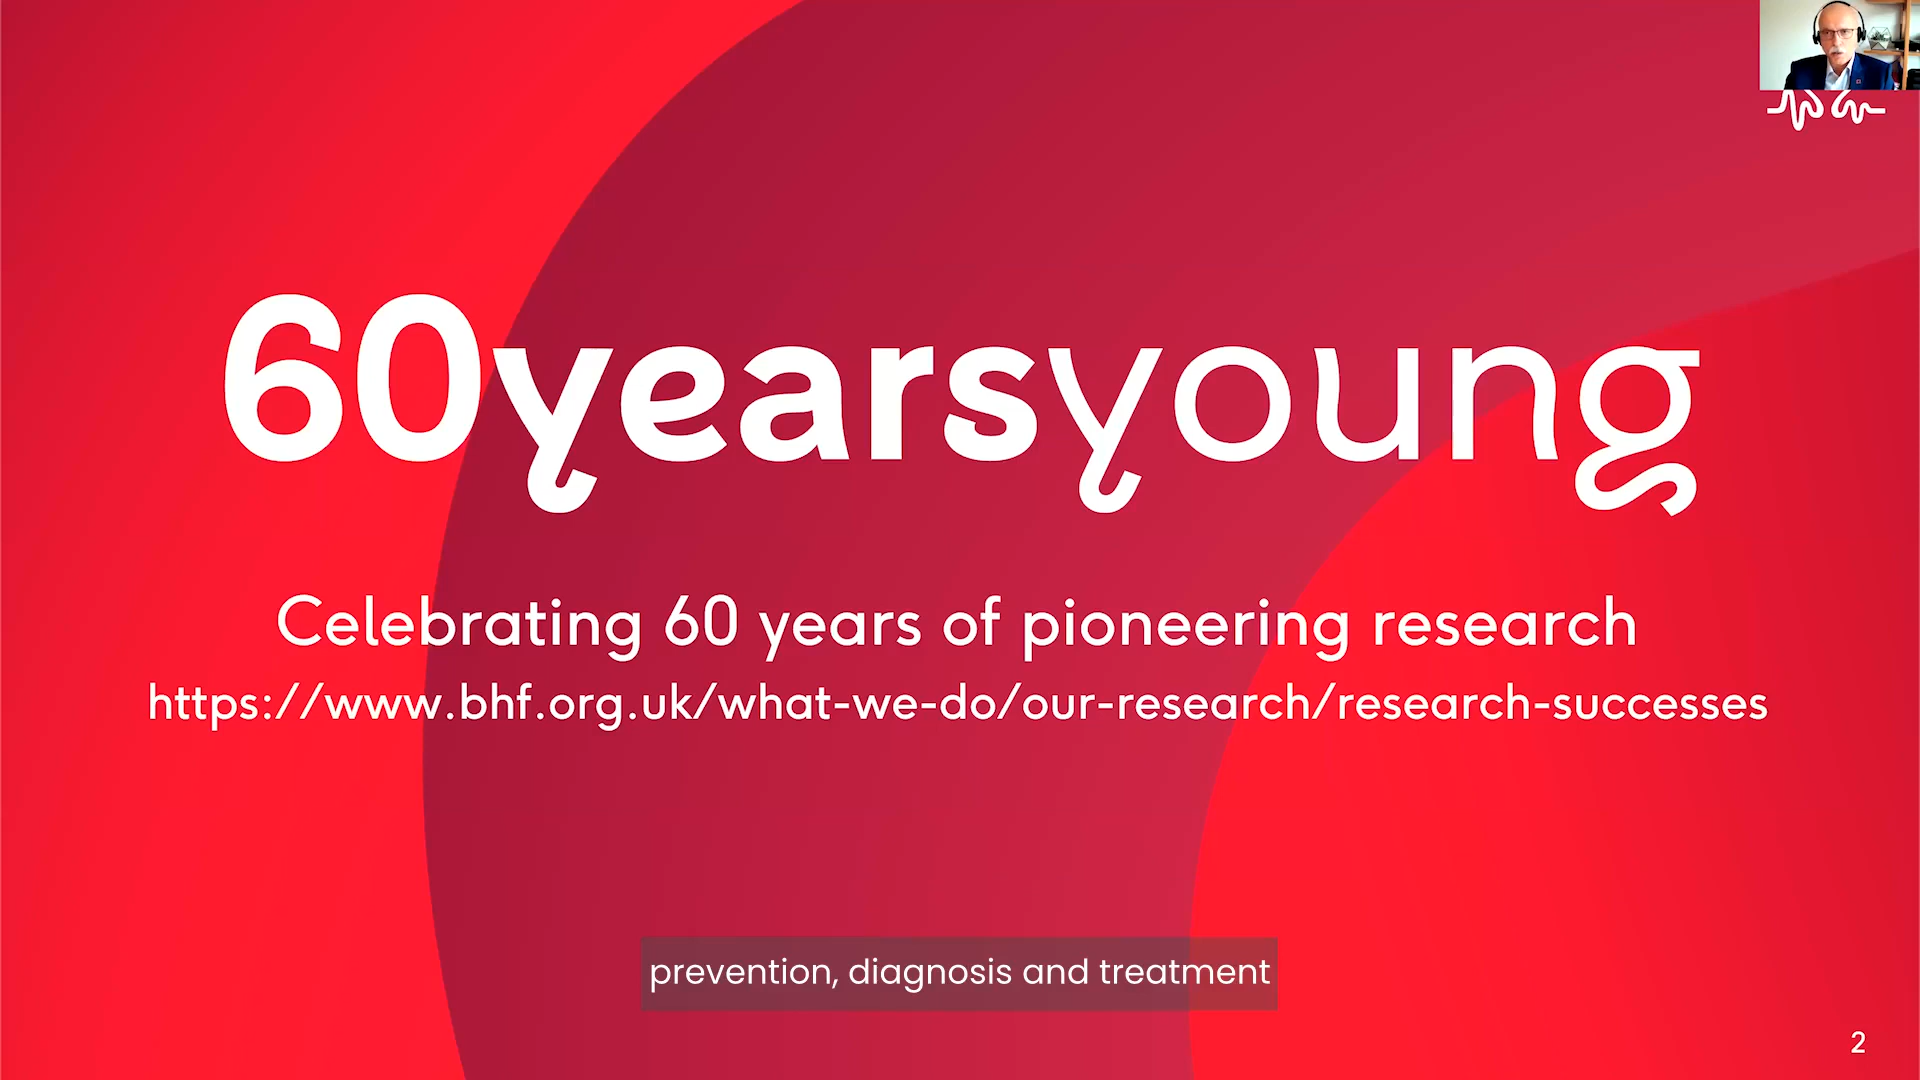 60yearsyoung
Celebrating 60 years of pioneering research
https://www.bhf.org.uk/what-we-do/our-research/research-successes
prevention, diagnosis and treatment
2